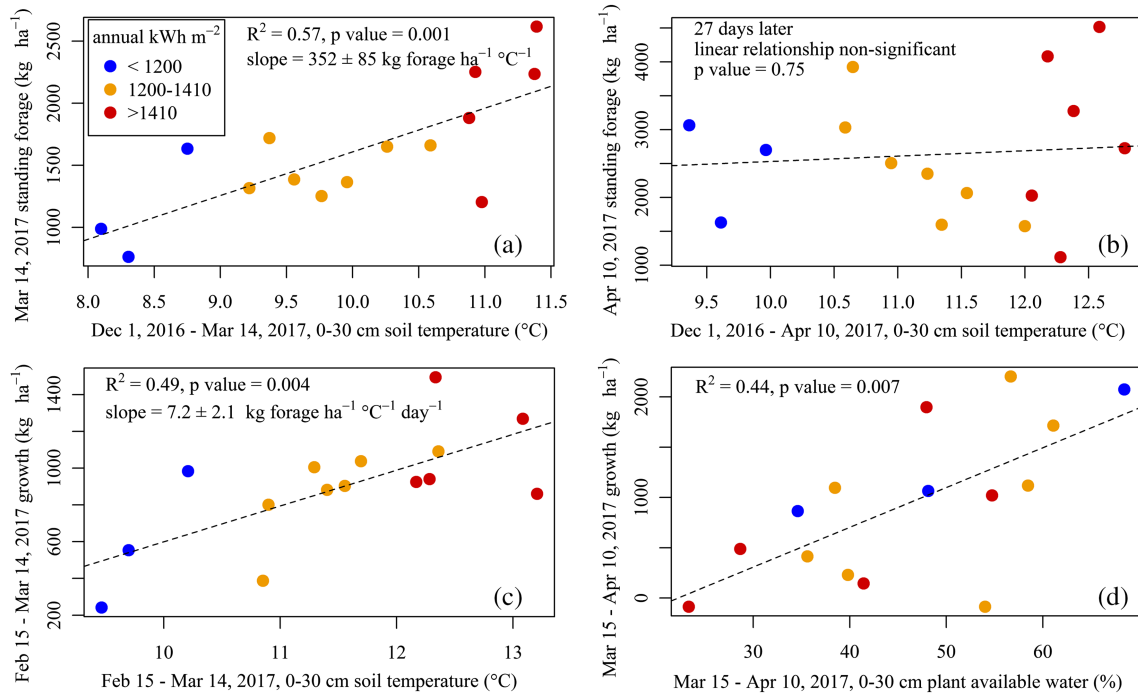 annual kWh m⁻²
< 1200
1200-1410
>1410
R² = 0.57, p value = 0.001
slope = 352 ± 85 kg forage ha⁻¹ °C⁻¹
Mar 14, 2017 standing forage (kg ha⁻¹)
1000 1500 2000 2500
(a)
8.0 9.0 9.5 10.0 10.5 11.0 11.5
8.5
Dec 1, 2016 - Mar 14, 2017, 0-30 cm soil temperature (°C)
27 days later
linear relationship non-significant
p value = 0.75
Apr 10, 2017 standing forage (kg ha⁻¹)
1000 2000 3000 4000
(b)
9.5 10.0 10.5 11.0 11.5 12.0 12.5
Dec 1, 2016 - Apr 10, 2017, 0-30 cm soil temperature (°C)
R² = 0.49, p value = 0.004
slope = 7.2 ± 2.1 kg forage ha⁻¹ °C⁻¹ day⁻¹
Feb 15 - Mar 14, 2017 growth (kg ha⁻¹)
200 600 1000 1400
(c)
10 11 12 13
Feb 15 - Mar 14, 2017, 0-30 cm soil temperature (°C)
R² = 0.44, p value = 0.007
Mar 15 - Apr 10, 2017 growth (kg ha⁻¹)
0 1000 2000
(d)
30 40 50 60
Mar 15 - Apr 10, 2017, 0-30 cm plant available water (%)